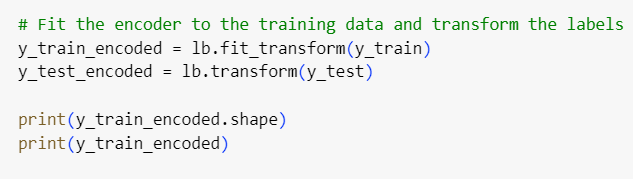 # Fit the encoder to the training data and transform the labels
y_train_encoded = lb.fit_transform(y_train)
y_test_encoded = lb.transform(y_test)
print(y_train_encoded.shape)
print(y_train_encoded)